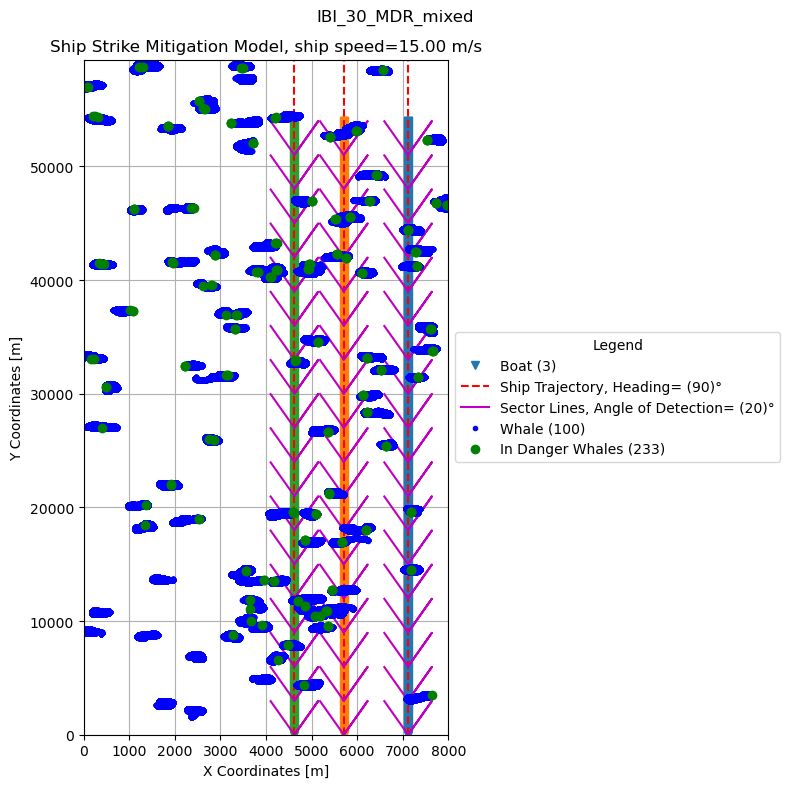 IBI_30_MDR_mixed
Ship Strike Mitigation Model, ship speed=15.00 m/s
Y Coordinates [m]
50000
40000
30000
20000
10000
0
0 1000 2000 3000 4000 5000 6000 7000 8000
X Coordinates [m]
Legend
Boat (3)
Ship Trajectory, Heading= (90)°
Sector Lines, Angle of Detection= (20)°
Whale (100)
In Danger Whales (233)